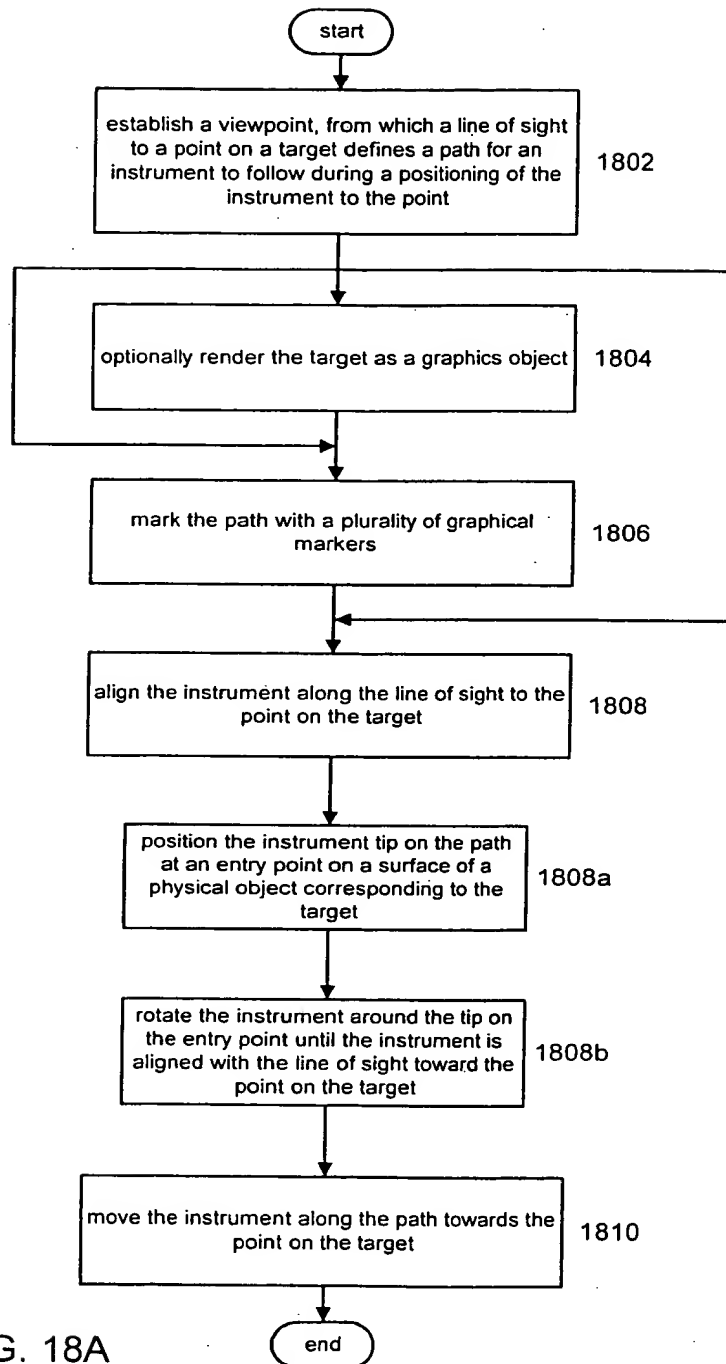 start
establish a viewpoint, from which a line of sight
to a point on a target defines a path for an
instrument to follow during a positioning of the
instrument to the point
1802
optionally render the target as a graphics object
1804
mark the path with a plurality of graphical
markers
1806
align the instrument along the line of sight to the
point on the target
1808
position the instrument tip on the path
at an entry point on a surface of a
physical object corresponding to the
target
1808a
rotate the instrument around the tip on
the entry point until the instrument is
aligned with the line of sight toward the
point on the target
1808b
move the instrument along the path towards the
point on the target
1810
end
G. 18A